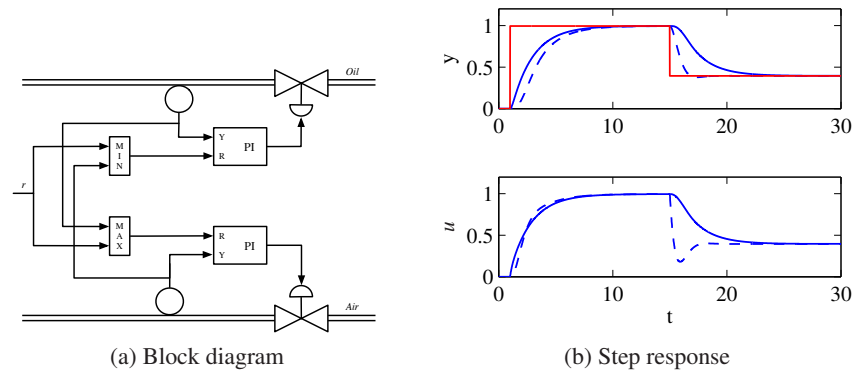 Oil
M
I
N
Y
R
PI
r
M
A
X
R
Y
PI
Air
(a) Block diagram
1
0.5
0
y
0 10 20 30
1
0.5
0
u
0 10 20 30
t
(b) Step response